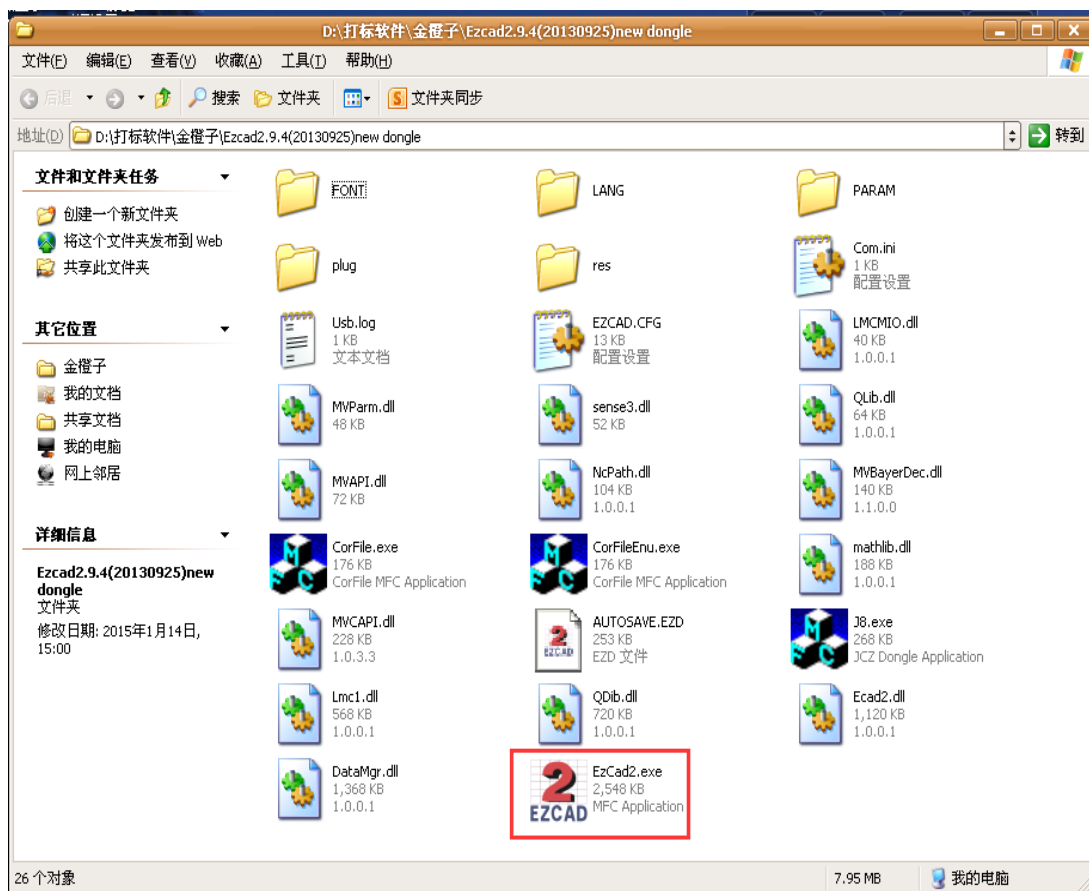 D:\打标软件\金橙子\Ezcad2.9.4(20130925)new dongle
文件(F) 编辑(E) 查看(V) 收藏(A) 工具(T) 帮助(H)
后退 搜索 文件夹 文件夹同步
地址(D) D:\打标软件\金橙子\Ezcad2.9.4(20130925)new dongle 转到
文件和文件夹任务
创建一个新文件夹
将这个文件夹发布到 Web
共享此文件夹
其它位置
金橙子
我的文档
共享文档
我的电脑
网上邻居
详细信息
Ezcad2.9.4(20130925)new
dongle
文件夹
修改日期: 2015年1月14日,
15:00
FONT
LANG
PARAM
plug
res
Com.ini
1 KB
配置设置
Usb.log
1 KB
文本文档
EZCAD.CFG
13 KB
配置设置
LMCMIO.dll
40 KB
1.0.0.1
MVParm.dll
48 KB
sense3.dll
52 KB
QLib.dll
64 KB
1.0.0.1
MVAPI.dll
72 KB
NcPath.dll
104 KB
1.0.0.1
MVBayerDec.dll
140 KB
1.1.0.0
MFC
CorFile.exe
176 KB
CorFile MFC Application
MFC
CorFileEnu.exe
176 KB
CorFile MFC Application
mathlib.dll
188 KB
1.0.0.1
MVCAPI.dll
228 KB
1.0.3.3
2
EZCAD
AUTOSAVE.EZD
253 KB
EZD 文件
MFC
J8.exe
268 KB
JCZ Dongle Application
Lmc1.dll
568 KB
1.0.0.1
QDib.dll
720 KB
1.0.0.1
Ecad2.dll
1,120 KB
1.0.0.1
DataMgr.dll
1,368 KB
1.0.0.1
2
EZCAD
EzCad2.exe
2,548 KB
MFC Application
26 个对象 7.95 MB 我的电脑